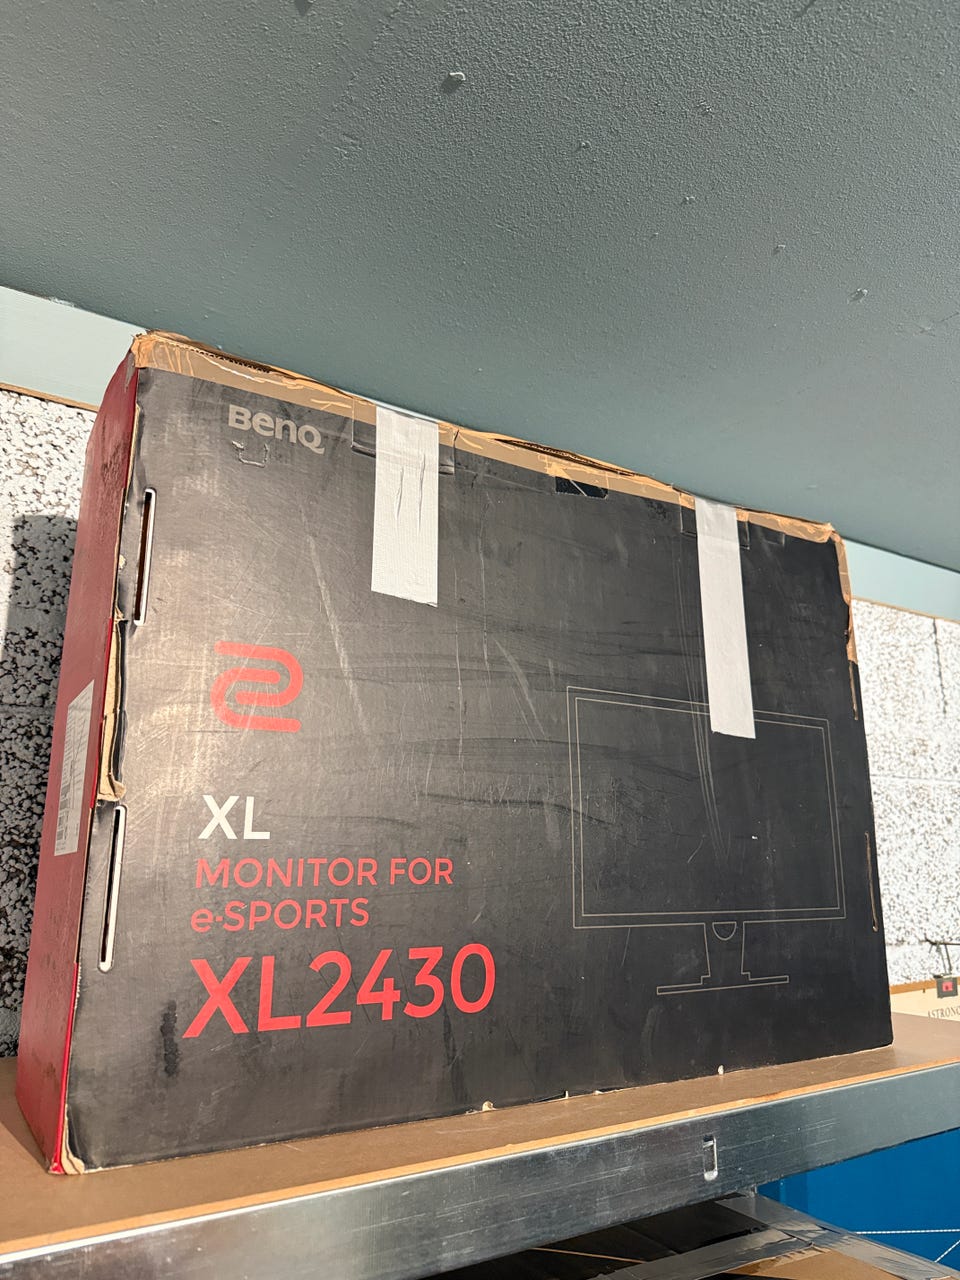 BenQ
XL
MONITOR FOR
e-SPORTS
XL2430